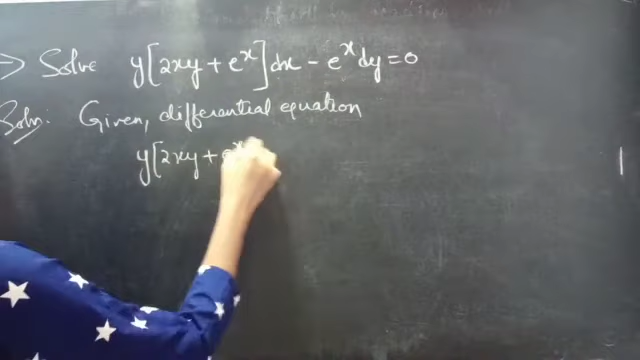 → Solve y[2xy + e^x]dx - e^x dy = 0
Soln: Given, differential equation
y[2xy + e^x